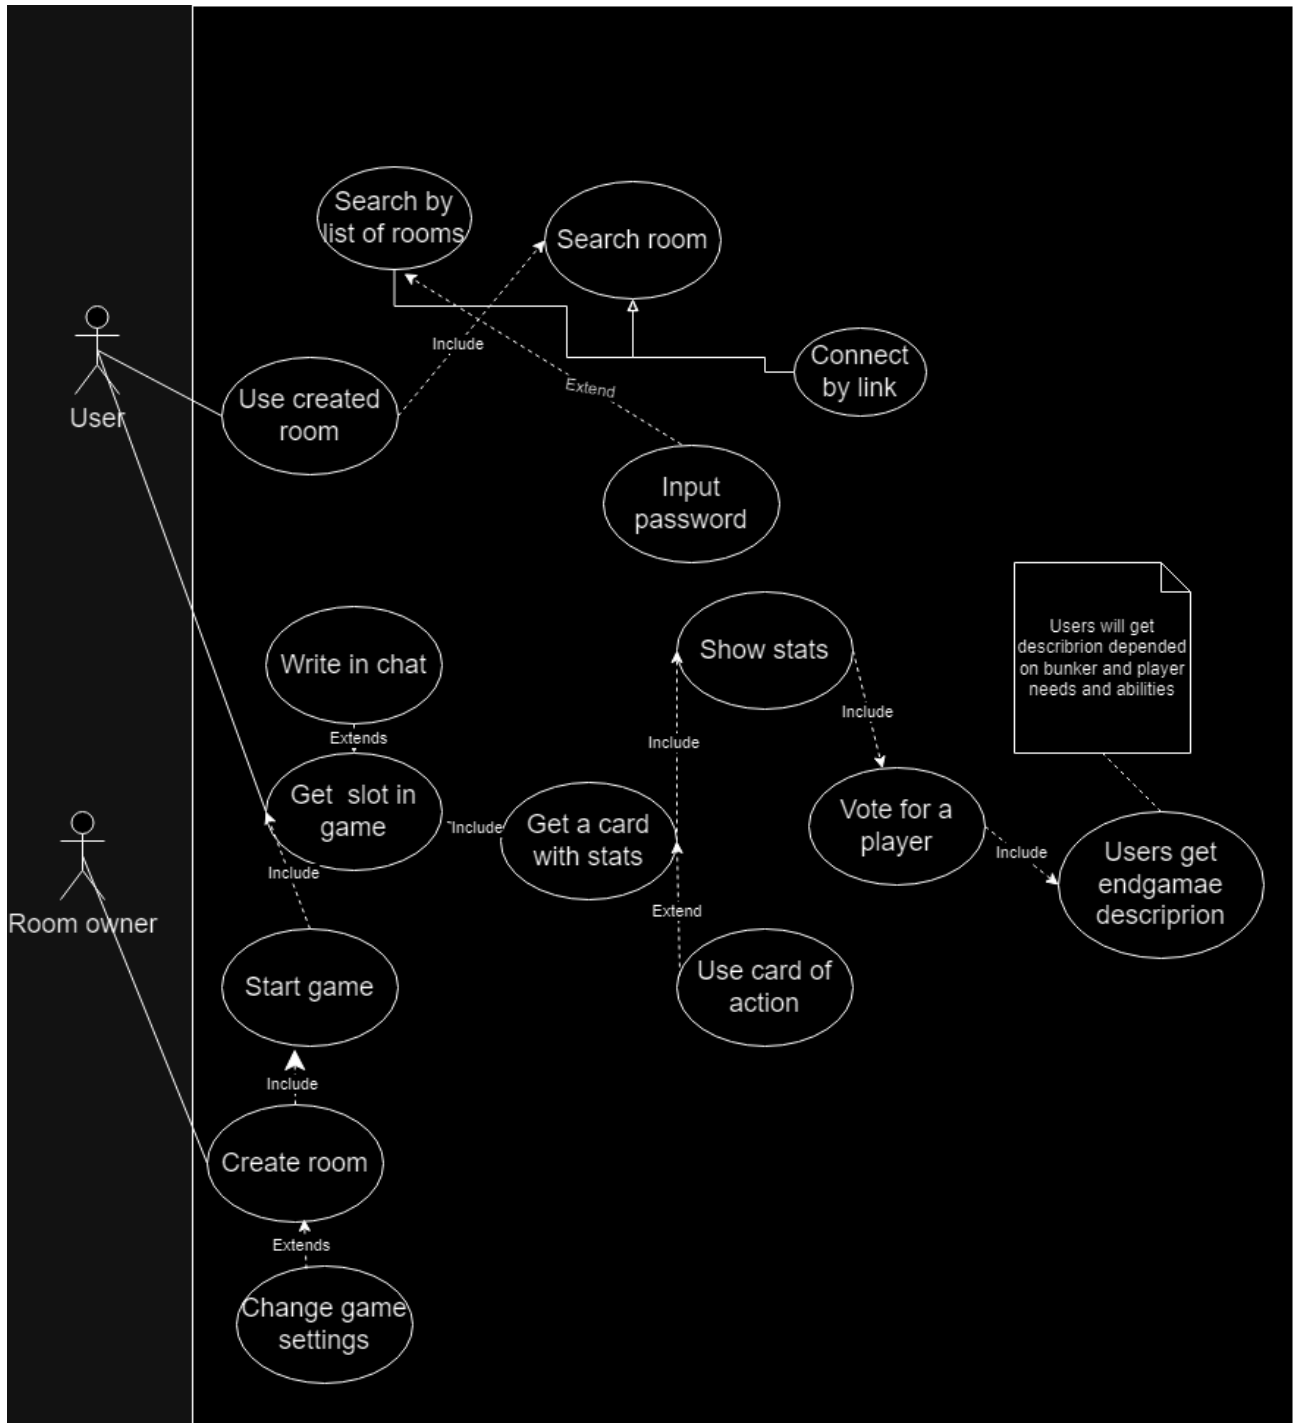 Search by
list of rooms
Search room
Include
Connect
by link
Extend
Use created
room
User
Input
password
Users will get
describrion depended
on bunker and player
needs and abilities
Write in chat
Show stats
Extends
Include
Include
Get slot in
game
Get a card
with stats
Include
Vote for a
player
Include
Users get
endgamae
descriprion
Include
Extend
Room owner
Start game
Use card of
action
Include
Create room
Extends
Change game
settings